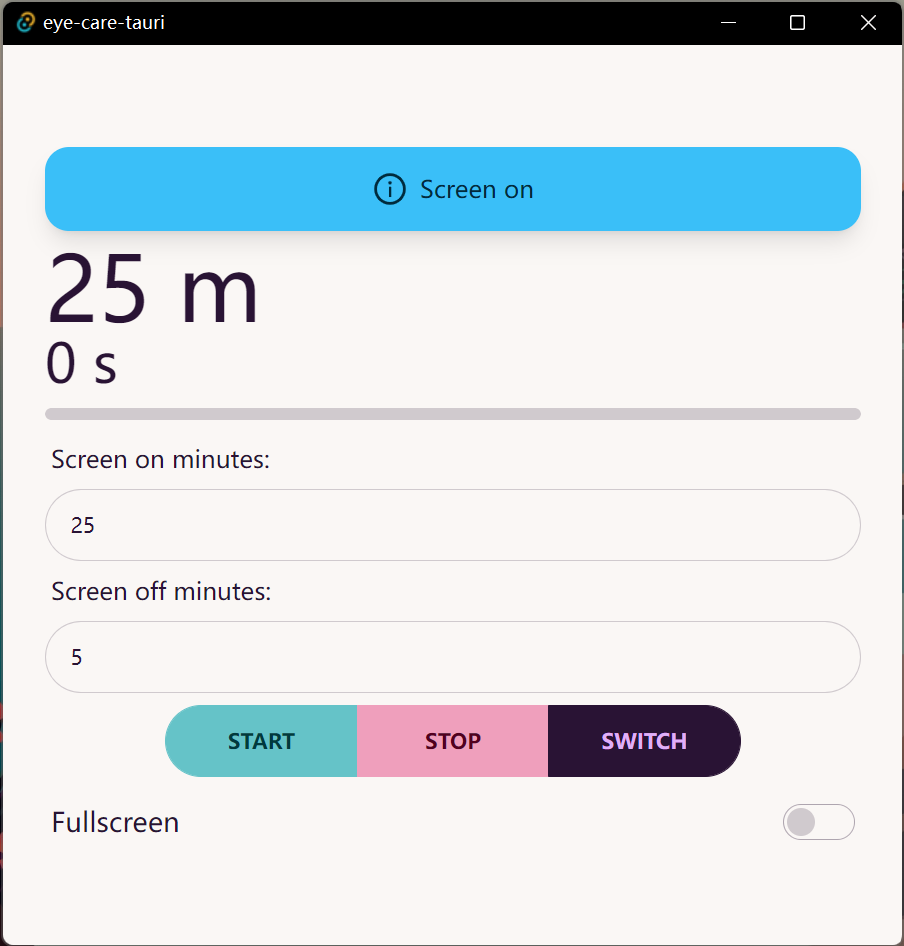 eye-care-tauri
Screen on
25 m
0 s
Screen on minutes:
25
Screen off minutes:
5
START STOP SWITCH
Fullscreen